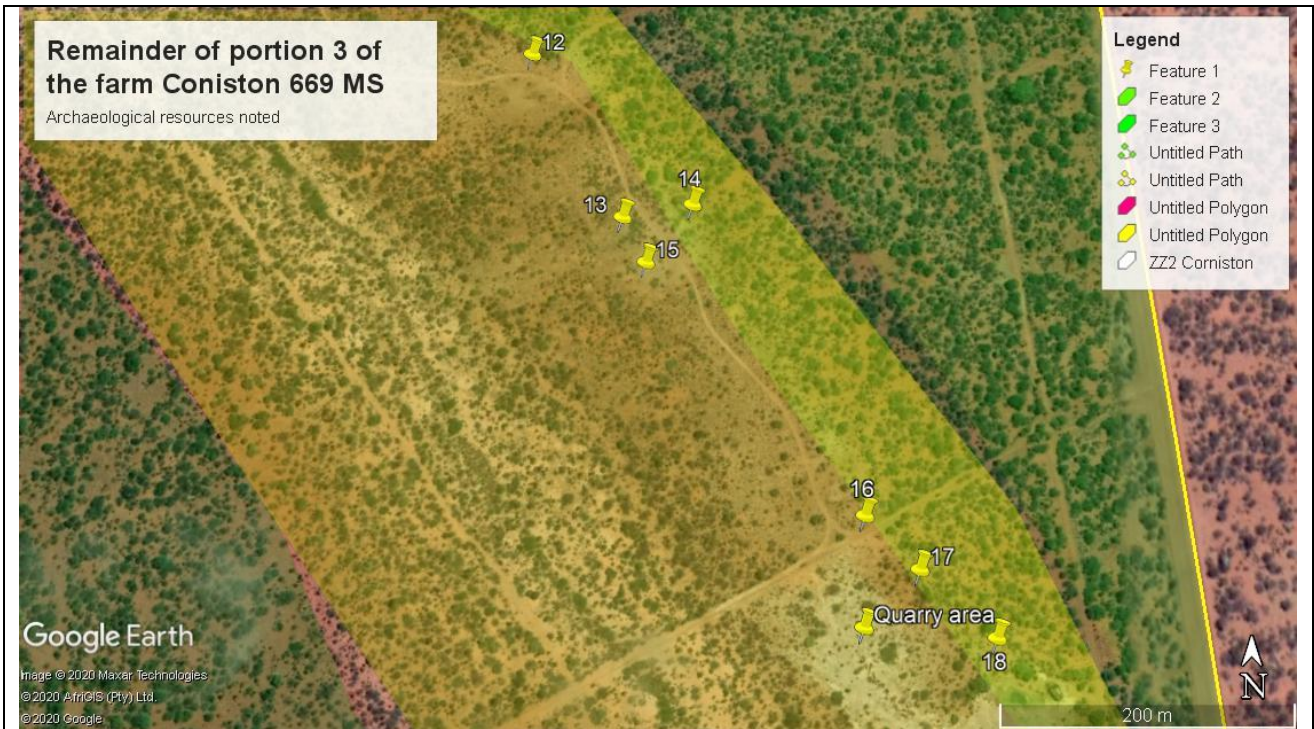 Remainder of portion 3 of
the farm Coniston 669 MS
Archaeological resources noted
Legend
Feature 1
Feature 2
Feature 3
Untitled Path
Untitled Path
Untitled Polygon
Untitled Polygon
ZZ2 Corniston
12
14
13
15
16
17
Quarry area
18
Google Earth
Image © 2020 Maxar Technologies
© 2020 AfriGIS (Pty) Ltd.
©2020 Google
N
200 m